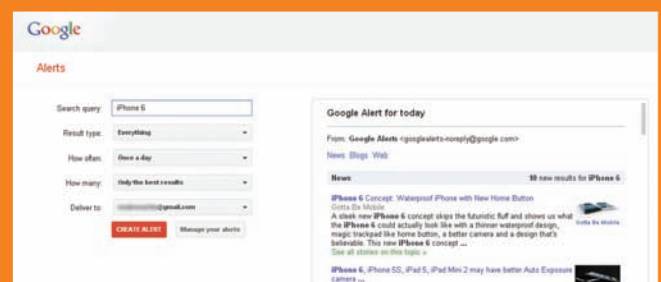 Google
Alerts
Search query: iPhone 6
Result type: Everything
How often: Once a day
How many: Only the best results
Deliver to: @gmail.com
CREATE ALERT Manage your alerts
Google Alert for today
From: Google Alerts <googlealerts-noreply@google.com>
News Blogs Web
News 10 new results for iPhone 6
iPhone 6 Concept: Waterproof iPhone with New Home Button
Gotta Be Mobile
A sleek new iPhone 6 concept skips the futuristic fluff and shows us what
the iPhone 6 could actually look like with a thinner waterproof design,
magic trackpad like home button, a better camera and a design that's
believable. This new iPhone 6 concept ...
See all stories on this topic »
Gotta Be Mobile
iPhone 6, iPhone 5S, iPad 5, iPad Mini 2 may have better Auto Exposure
camera ...